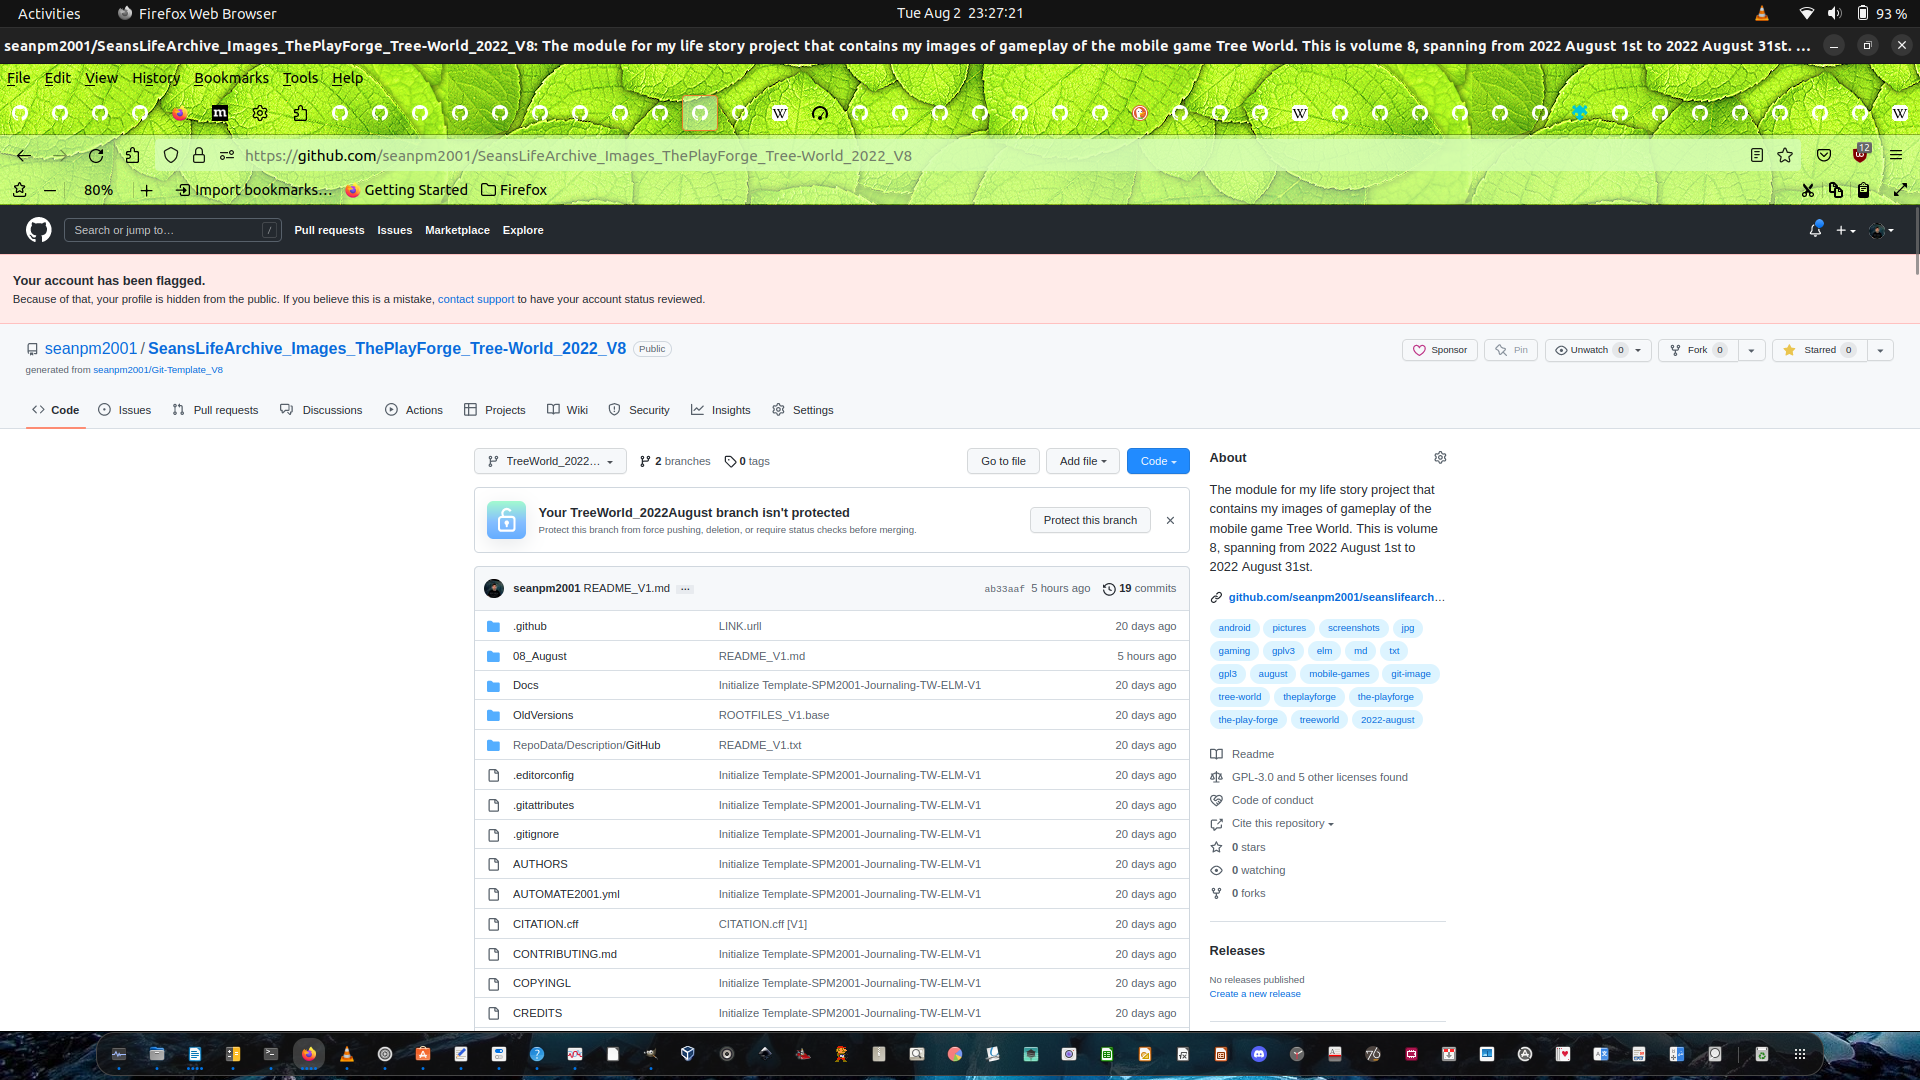 Activities
Firefox Web Browser
Tue Aug 2 23:27:21
93 %
seanpm2001/SeansLifeArchive_Images_ThePlayForge_Tree-World_2022_V8: The module for my life story project that contains my images of gameplay of the mobile game Tree World. This is volume 8, spanning from 2022 August 1st to 2022 August 31st. ...
File Edit View History Bookmarks Tools Help
https://github.com/seanpm2001/SeansLifeArchive_Images_ThePlayForge_Tree-World_2022_V8
12
80%
Import bookmarks...
Getting Started
Firefox
Search or jump to...
/
Pull requests Issues Marketplace Explore
Your account has been flagged.
Because of that, your profile is hidden from the public. If you believe this is a mistake, contact support to have your account status reviewed.
seanpm2001 / SeansLifeArchive_Images_ThePlayForge_Tree-World_2022_V8 Public
generated from seanpm2001/Git-Template_V8
Sponsor
Pin
Unwatch 0
Fork 0
Starred 0
Code Issues Pull requests Discussions Actions Projects Wiki Security Insights Settings
TreeWorld_2022...
2 branches
0 tags
Go to file
Add file
Code
Your TreeWorld_2022August branch isn't protected
Protect this branch from force pushing, deletion, or require status checks before merging.
Protect this branch
seanpm2001 README_V1.md ...
ab33aaf 5 hours ago
19 commits
.github LINK.urll 20 days ago
08_August README_V1.md 5 hours ago
Docs Initialize Template-SPM2001-Journaling-TW-ELM-V1 20 days ago
OldVersions ROOTFILES_V1.base 20 days ago
RepoData/Description/GitHub README_V1.txt 20 days ago
.editorconfig Initialize Template-SPM2001-Journaling-TW-ELM-V1 20 days ago
.gitattributes Initialize Template-SPM2001-Journaling-TW-ELM-V1 20 days ago
.gitignore Initialize Template-SPM2001-Journaling-TW-ELM-V1 20 days ago
AUTHORS Initialize Template-SPM2001-Journaling-TW-ELM-V1 20 days ago
AUTOMATE2001.yml Initialize Template-SPM2001-Journaling-TW-ELM-V1 20 days ago
CITATION.cff CITATION.cff [V1] 20 days ago
CONTRIBUTING.md Initialize Template-SPM2001-Journaling-TW-ELM-V1 20 days ago
COPYINGL Initialize Template-SPM2001-Journaling-TW-ELM-V1 20 days ago
CREDITS Initialize Template-SPM2001-Journaling-TW-ELM-V1 20 days ago
About
The module for my life story project that
contains my images of gameplay of the
mobile game Tree World. This is volume
8, spanning from 2022 August 1st to
2022 August 31st.
github.com/seanpm2001/seanslifearch...
android pictures screenshots jpg
gaming gplv3 elm md txt
gpl3 august mobile-games git-image
tree-world theplayforge the-playforge
the-play-forge treeworld 2022-august
Readme
GPL-3.0 and 5 other licenses found
Code of conduct
Cite this repository
0 stars
0 watching
0 forks
Releases
No releases published
Create a new release